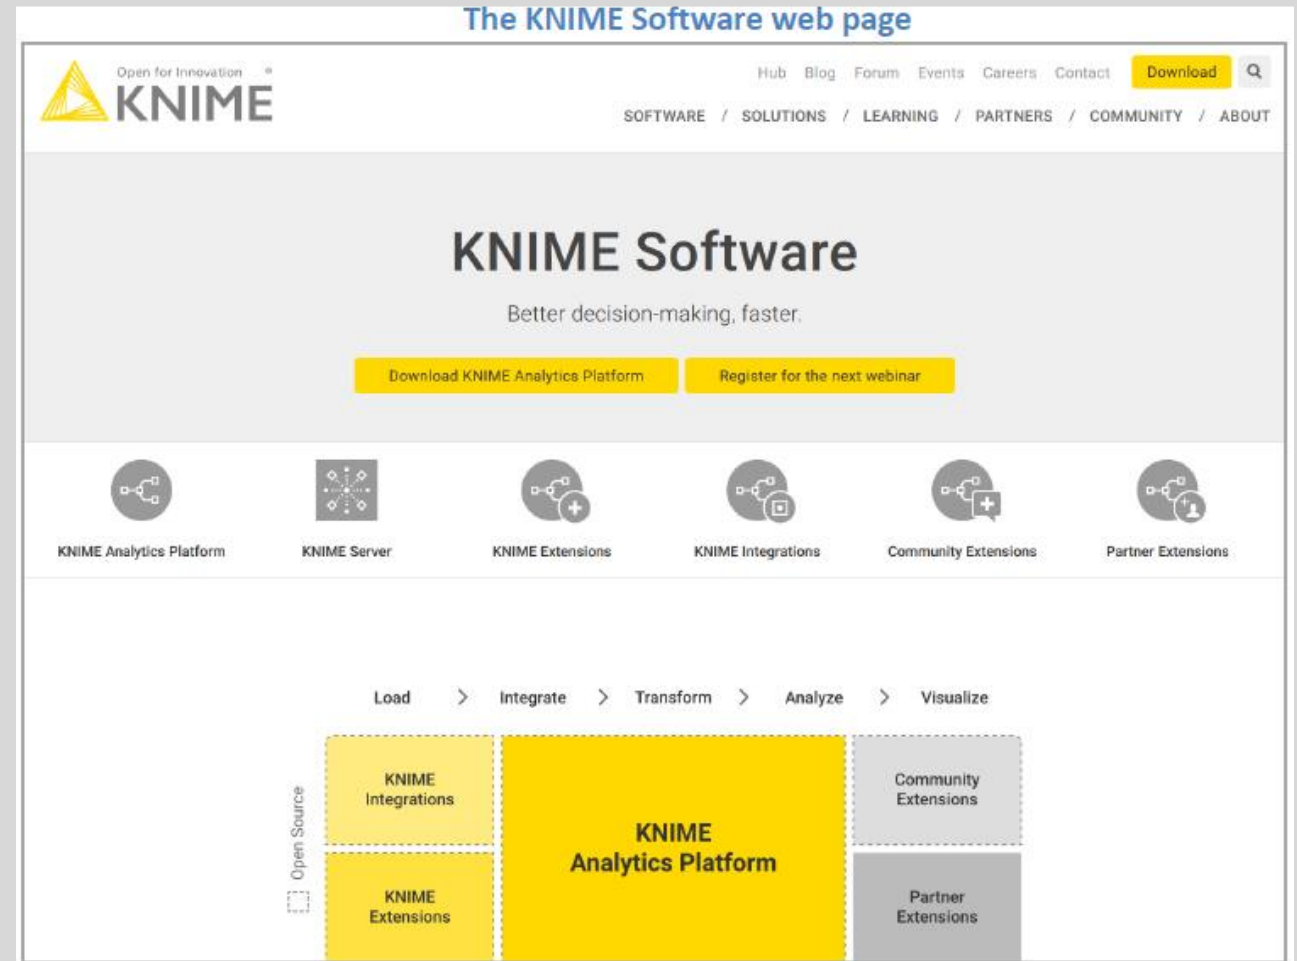 The KNIME Software web page
Open for Innovation ®
KNIME
Hub Blog Forum Events Careers Contact Download
SOFTWARE / SOLUTIONS / LEARNING / PARTNERS / COMMUNITY / ABOUT
KNIME Software
Better decision-making, faster.
Download KNIME Analytics Platform Register for the next webinar
KNIME Analytics Platform KNIME Server KNIME Extensions KNIME Integrations Community Extensions Partner Extensions
Load > Integrate > Transform > Analyze > Visualize
Open Source
KNIME
Integrations
KNIME
Extensions
KNIME
Analytics Platform
Community
Extensions
Partner
Extensions